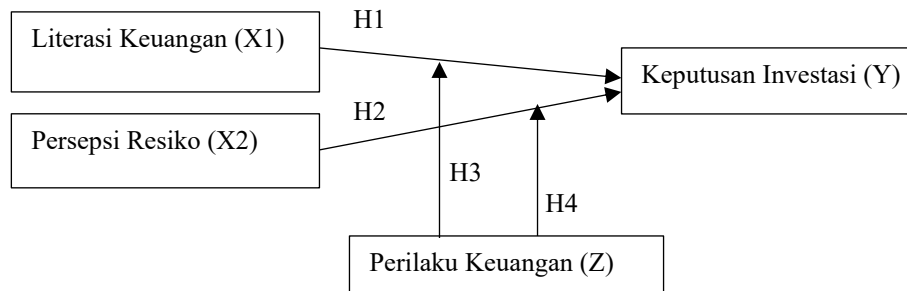 H1
Literasi Keuangan (X1)
Keputusan Investasi (Y)
H2
Persepsi Resiko (X2)
H3
H4
Perilaku Keuangan (Z)